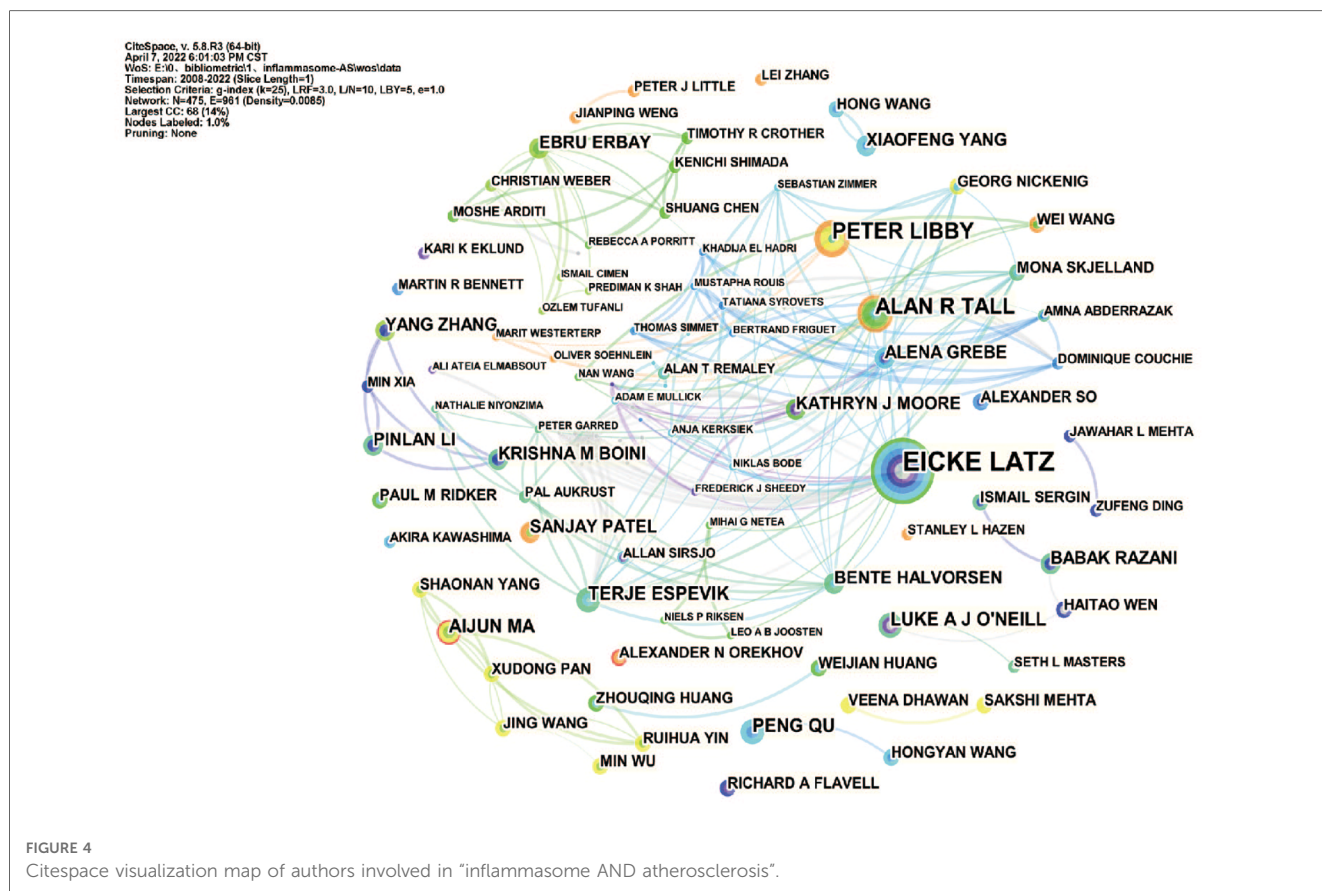 CiteSpace, v. 5.8.R3 (64-bit)
April 7, 2022 6:01:03 PM CST
WoS: E:\0、bibliometric\1、inflammasome-AS\wos\data
Timespan: 2008-2022 (Slice Length=1)
Selection Criteria: g-index (k=25), LRF=3.0, L/N=10, LBY=5, e=1.0
Network: N=475, E=961 (Density=0.0085)
Largest CC: 68 (14%)
Nodes Labeled: 1.0%
Pruning: None
LEI ZHANG
PETER J LITTLE
HONG WANG
JIANPING WENG
TIMOTHY R CROTHER
EBRU ERBAY
XIAOFENG YANG
KENICHI SHIMADA
CHRISTIAN WEBER
SEBASTIAN ZIMMER
GEORG NICKENIG
MOSHE ARDITI
SHUANG CHEN
WEI WANG
PETER LIBBY
REBECCA A PORRITT
KHADIJA EL HADRI
KARI K EKLUND
MONA SKJELLAND
ISMAIL CIMEN
MARTIN R BENNETT
PREDIMAN K SHAH
MUSTAPHA ROUIS
TATIANA SYROVETS
OZLEM TUFANLI
ALAN R TALL
AMNA ABDERRAZAK
YANG ZHANG
MARIT WESTERTERP
THOMAS SIMMET
BERTRAND FRIGUET
ALENA GREBE
OLIVER SOEHNLEIN
DOMINIQUE COUCHIE
ALI ATEIA ELMABSOUT
NAN WANG
ALAN T REMALEY
MIN XIA
ADAM E MULLICK
ALEXANDER SO
KATHRYN J MOORE
NATHALIE NIYONZIMA
PETER GARRED
ANJA KERKSIEK
JAWAHAR L MEHTA
PINLAN LI
KRISHNA M BOINI
NIKLAS BODE
EICKE LATZ
FREDERICK J SHEEDY
PAUL M RIDKER
PAL AUKRUST
ISMAIL SERGIN
ZUFENG DING
SANJAY PATEL
MIHAI G NETEA
STANLEY L HAZEN
AKIRA KAWASHIMA
ALLAN SIRSJO
BABAK RAZANI
SHAONAN YANG
TERJE ESPEVIK
BENTE HALVORSEN
HAITAO WEN
NIELS P RIKSEN
LUKE A J O'NEILL
AIJUN MA
LEO A B JOOSTEN
ALEXANDER N OREKHOV
WEIJIAN HUANG
SETH L MASTERS
XUDONG PAN
ZHOUQING HUANG
VEENA DHAWAN
SAKSHI MEHTA
JING WANG
PENG QU
RUIHUA YIN
HONGYAN WANG
MIN WU
RICHARD A FLAVELL
FIGURE 4
Citespace visualization map of authors involved in “inflammasome AND atherosclerosis”.